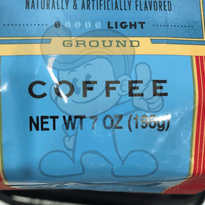 NATURALLY & ARTIFICIALLY FLAVORED
LIGHT
GROUND
COFFEE
NET WT 7 OZ (198g)